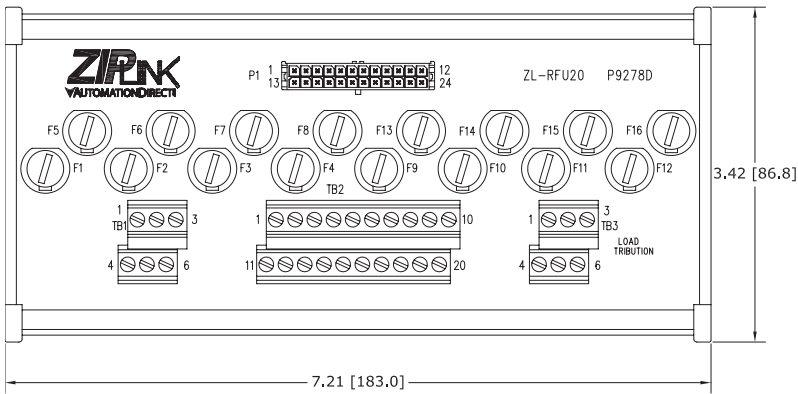 ZIPLINK
AUTOMATIONDIRECT
P1 1 12
13 24
ZL-RFU20 P9278D
F5 F6 F7 F8 F13 F14 F15 F16
F1 F2 F3 F4 F9 F10 F11 F12
TB2
1 3 1 10 1 3
TB1 TB3
LOAD
TRIBUTION
4 6 11 20 4 6
3.42 [86.8]
7.21 [183.0]